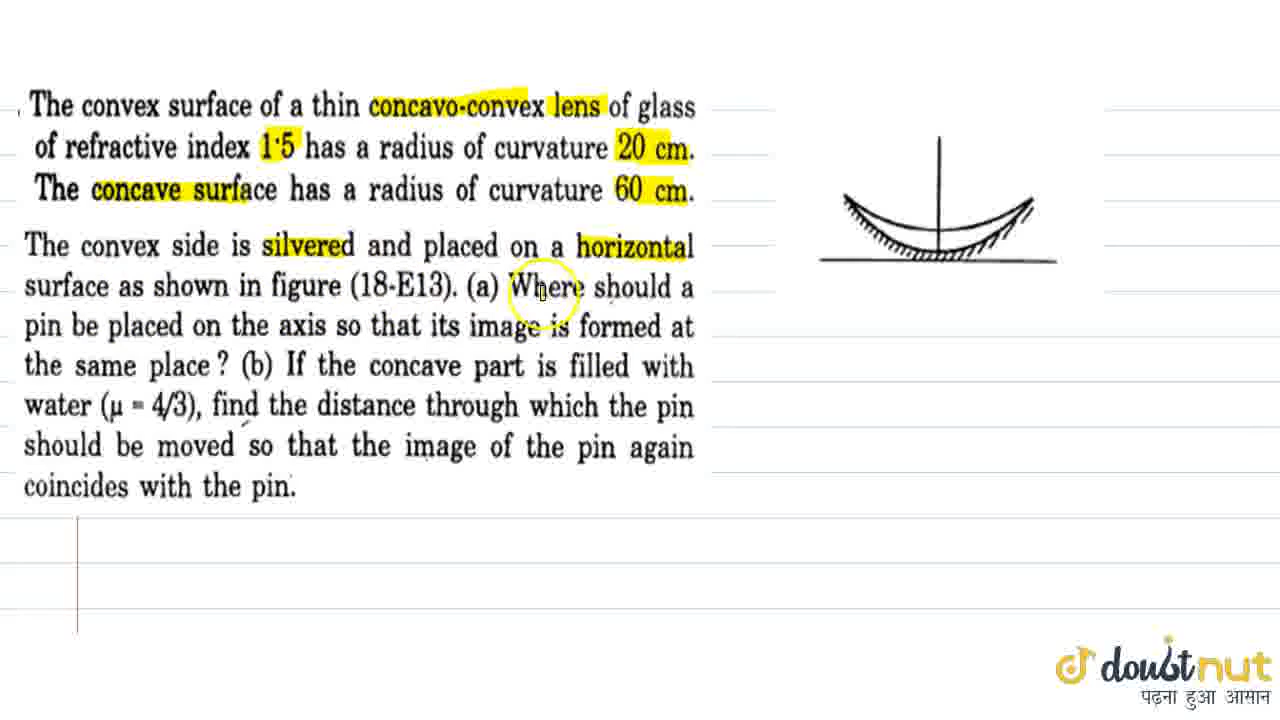 The convex surface of a thin concavo-convex lens of glass
of refractive index 1·5 has a radius of curvature 20 cm.
The concave surface has a radius of curvature 60 cm.
The convex side is silvered and placed on a horizontal
surface as shown in figure (18-E13). (a) Where should a
pin be placed on the axis so that its image is formed at
the same place ? (b) If the concave part is filled with
water (μ = 4/3), find the distance through which the pin
should be moved so that the image of the pin again
coincides with the pin.
doubtnut
पढ़ना हुआ आसान